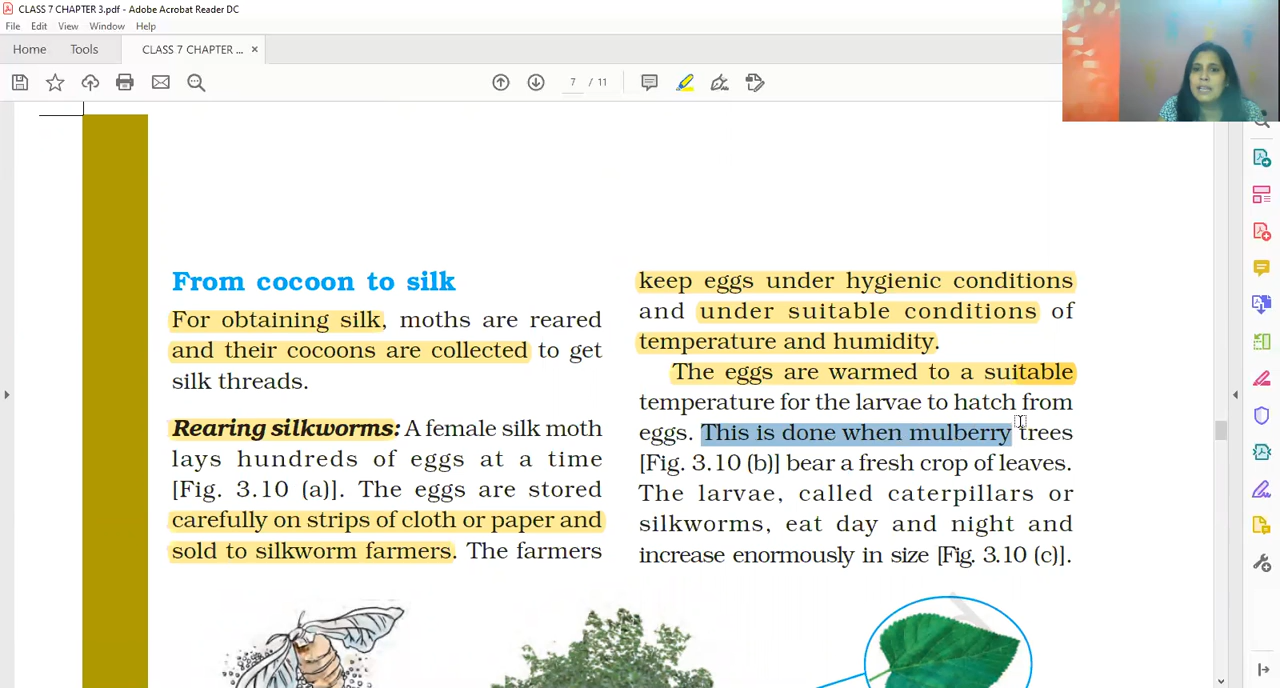 CLASS 7 CHAPTER 3.pdf - Adobe Acrobat Reader DC
File Edit View Window Help
Home Tools CLASS 7 CHAPTER ... ×
7 / 11
From cocoon to silk
For obtaining silk, moths are reared
and their cocoons are collected to get
silk threads.
Rearing silkworms: A female silk moth
lays hundreds of eggs at a time
[Fig. 3.10 (a)]. The eggs are stored
carefully on strips of cloth or paper and
sold to silkworm farmers. The farmers
keep eggs under hygienic conditions
and under suitable conditions of
temperature and humidity.
The eggs are warmed to a suitable
temperature for the larvae to hatch from
eggs. This is done when mulberry trees
[Fig. 3.10 (b)] bear a fresh crop of leaves.
The larvae, called caterpillars or
silkworms, eat day and night and
increase enormously in size [Fig. 3.10 (c)].